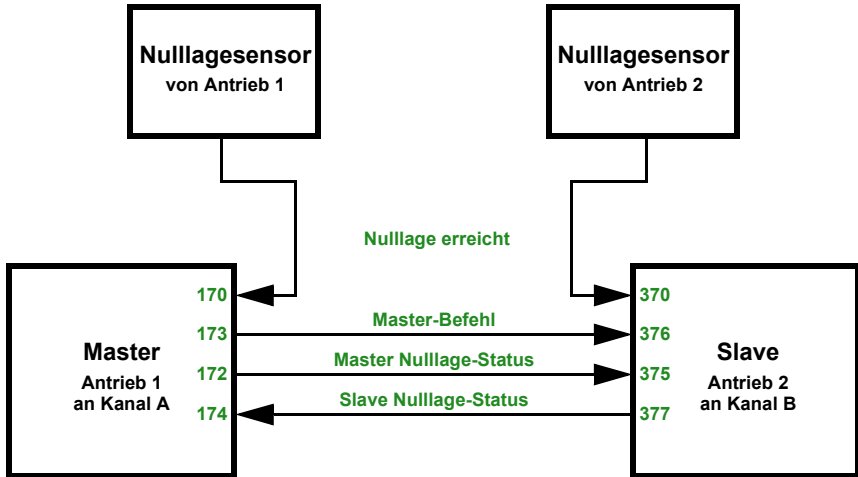 Nulllagesensor
von Antrieb 1
Nulllagesensor
von Antrieb 2
Nulllage erreicht
170
370
173
Master-Befehl
376
Master
Antrieb 1
an Kanal A
172
Master Nulllage-Status
375
Slave
Antrieb 2
an Kanal B
174
Slave Nulllage-Status
377